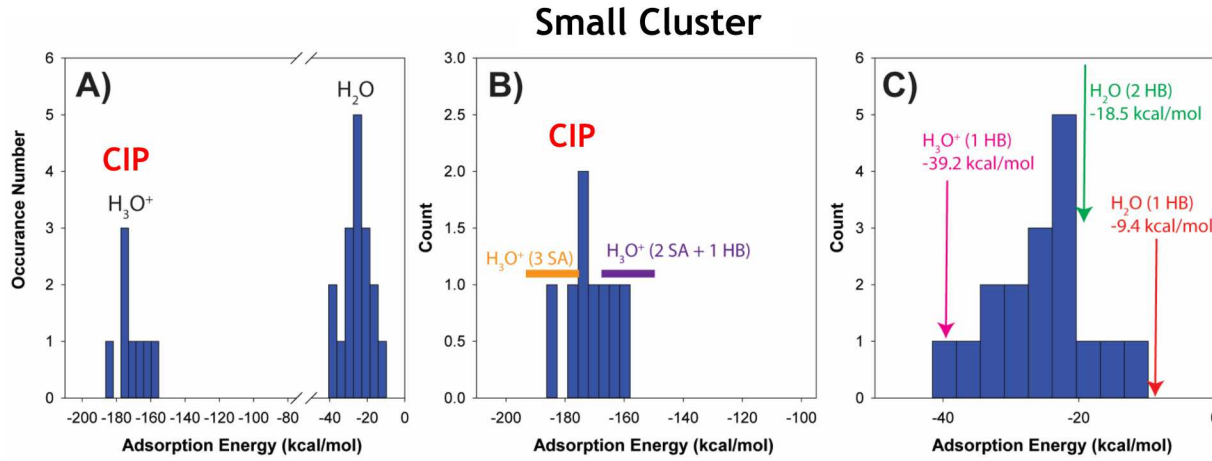 Small Cluster
A)
H₂O
CIP
H₃O⁺
Occurance Number
6
5
4
3
2
1
0
-200 -180 -160 -140 -120 -100 -80 -40 -20 0
Adsorption Energy (kcal/mol)
B)
CIP
H₃O⁺ (3 SA)
H₃O⁺ (2 SA + 1 HB)
Count
3.0
2.5
2.0
1.5
1.0
0.5
0.0
-200 -180 -160 -140 -120 -100
Adsorption Energy (kcal/mol)
C)
H₂O (2 HB)
-18.5 kcal/mol
H₃O⁺ (1 HB)
-39.2 kcal/mol
H₂O (1 HB)
-9.4 kcal/mol
Count
6
5
4
3
2
1
0
-40 -20 0
Adsorption Energy (kcal/mol)